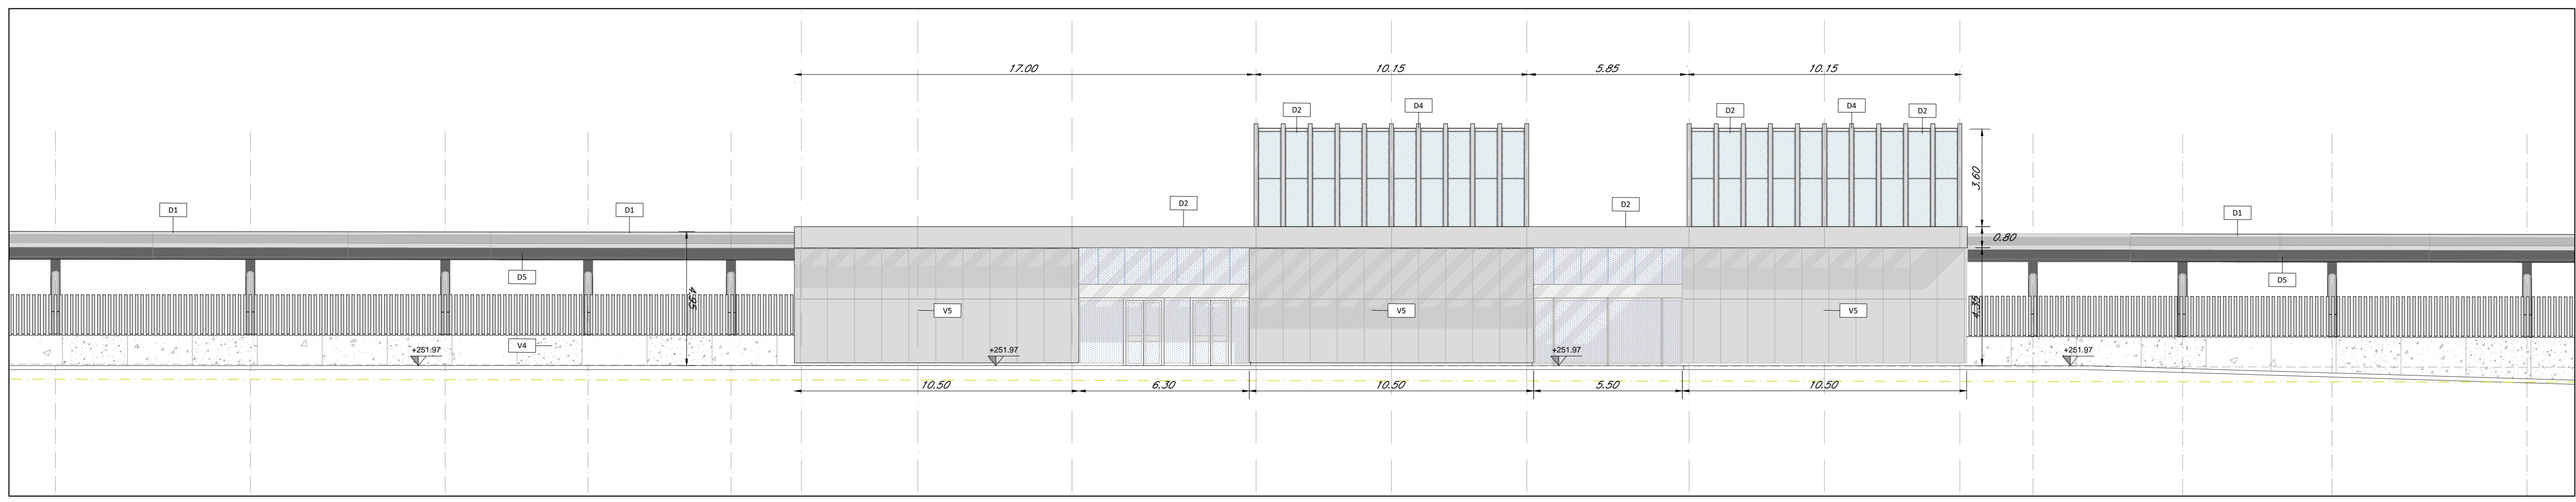 17.00 10.15 5.85 10.15
D2 D4 D2 D4 D2
3.60
D1 D1 D2 D2 D1
0.80
D5 D5
4.95 4.35
V5 V5 V5
V4
+251.97 +251.97 +251.97 +251.97
10.50 6.30 10.50 5.50 10.50